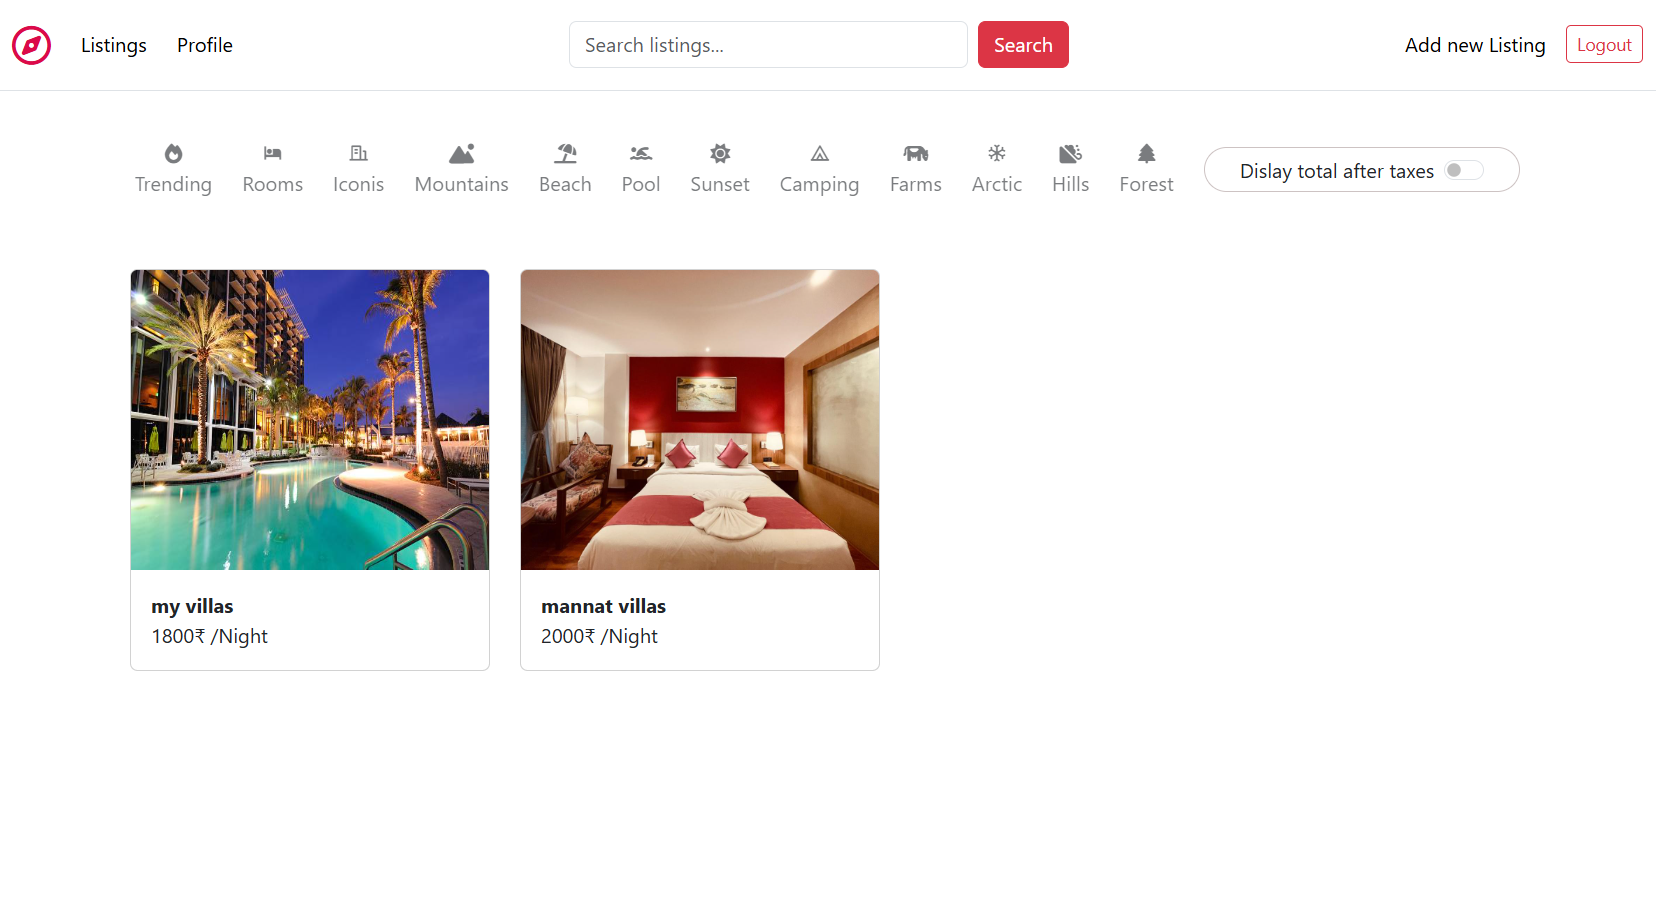 Listings Profile Search listings... Search Add new Listing Logout
Trending Rooms Iconis Mountains Beach Pool Sunset Camping Farms Arctic Hills Forest Dislay total after taxes
my villas mannat villas
1800₹ /Night 2000₹ /Night